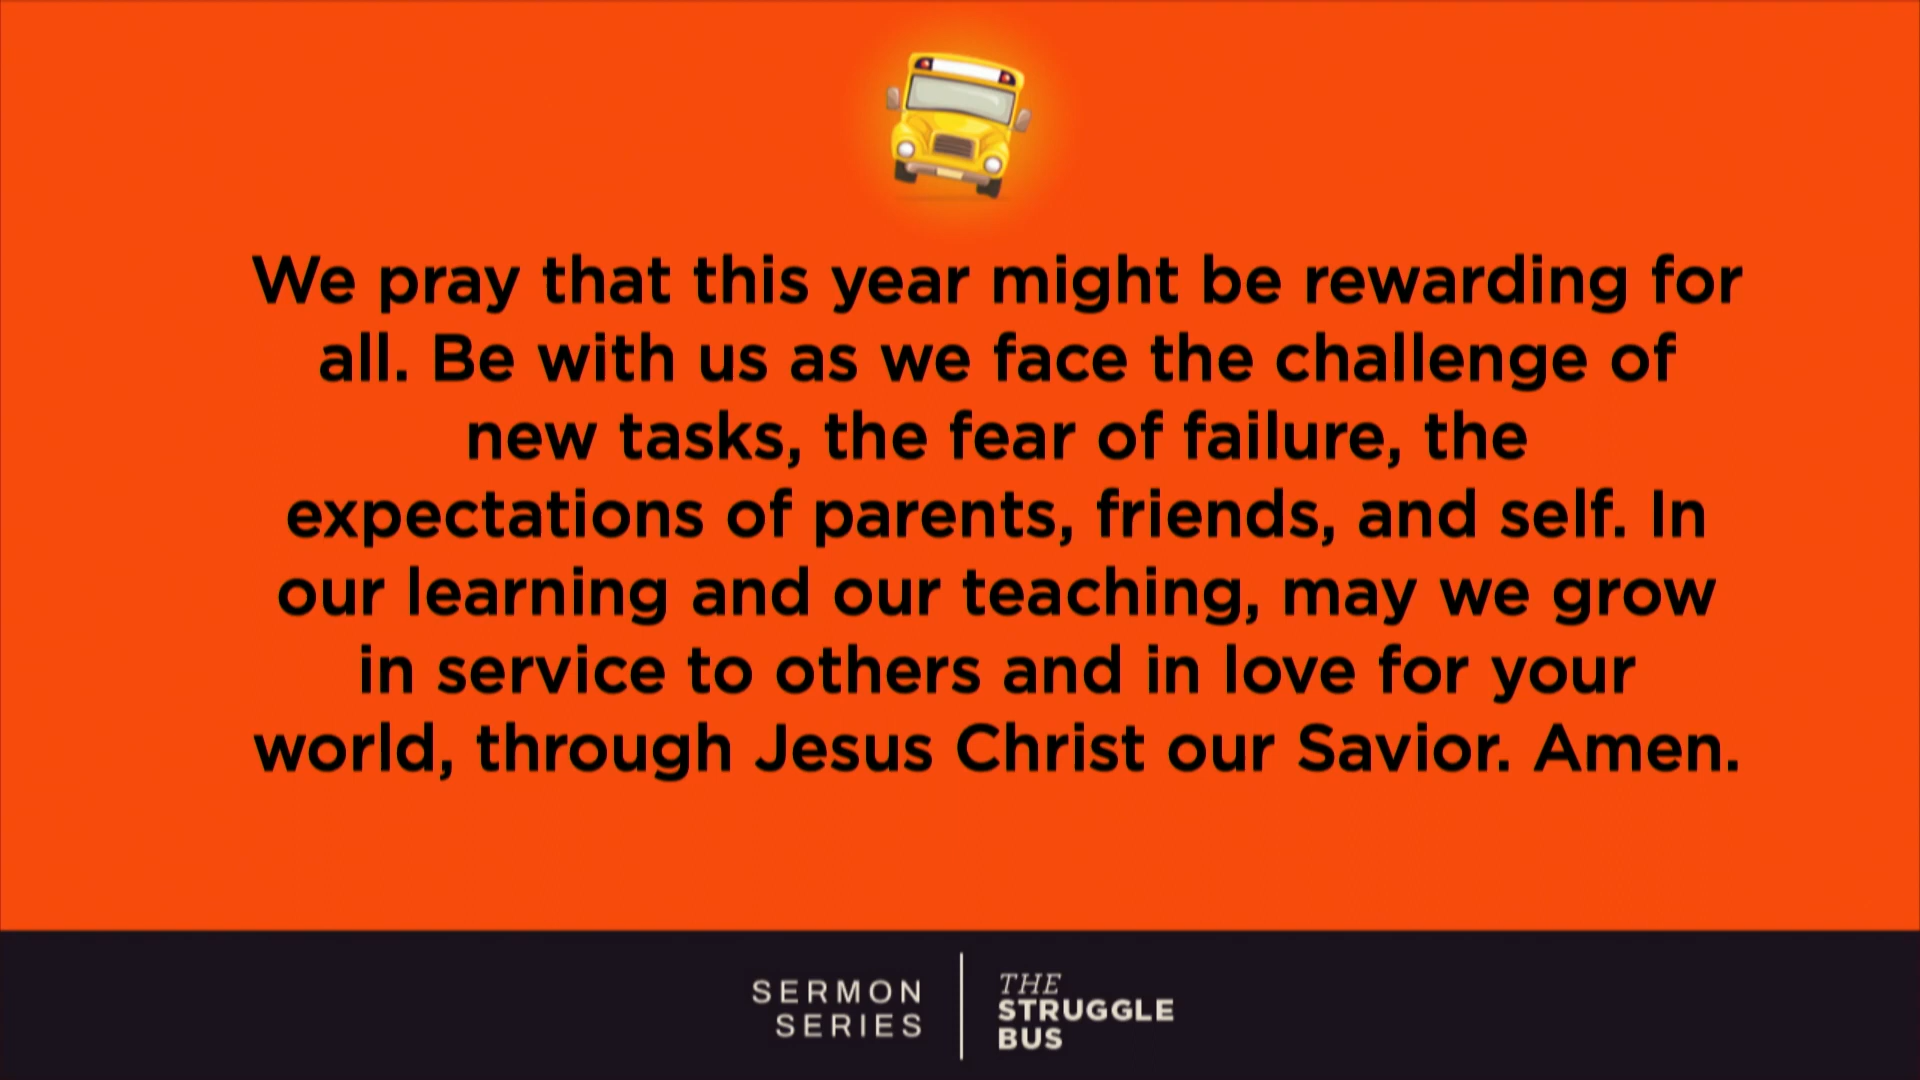 We pray that this year might be rewarding for
all. Be with us as we face the challenge of
new tasks, the fear of failure, the
expectations of parents, friends, and self. In
our learning and our teaching, may we grow
in service to others and in love for your
world, through Jesus Christ our Savior. Amen.
SERMON
SERIES
THE
STRUGGLE
BUS